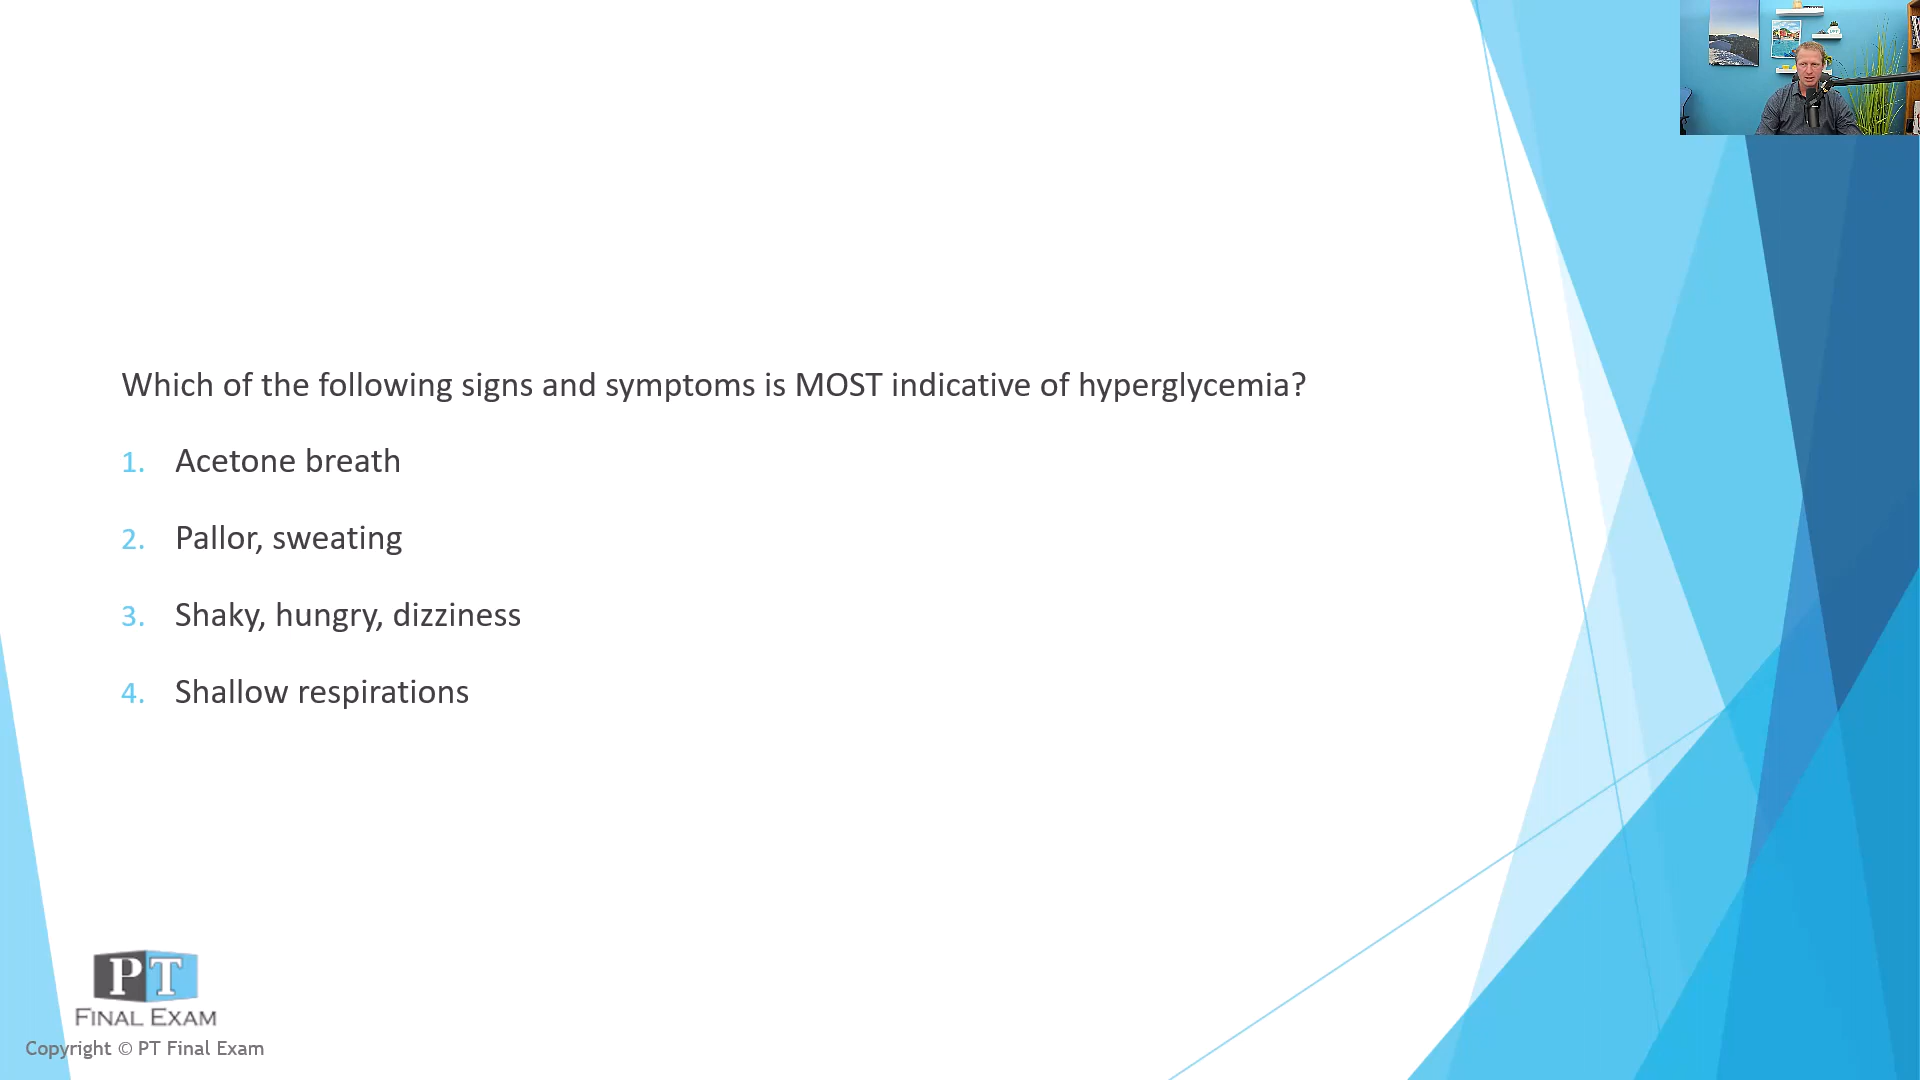 Which of the following signs and symptoms is MOST indicative of hyperglycemia?
1. Acetone breath
2. Pallor, sweating
3. Shaky, hungry, dizziness
4. Shallow respirations
PT
FINAL EXAM
Copyright © PT Final Exam